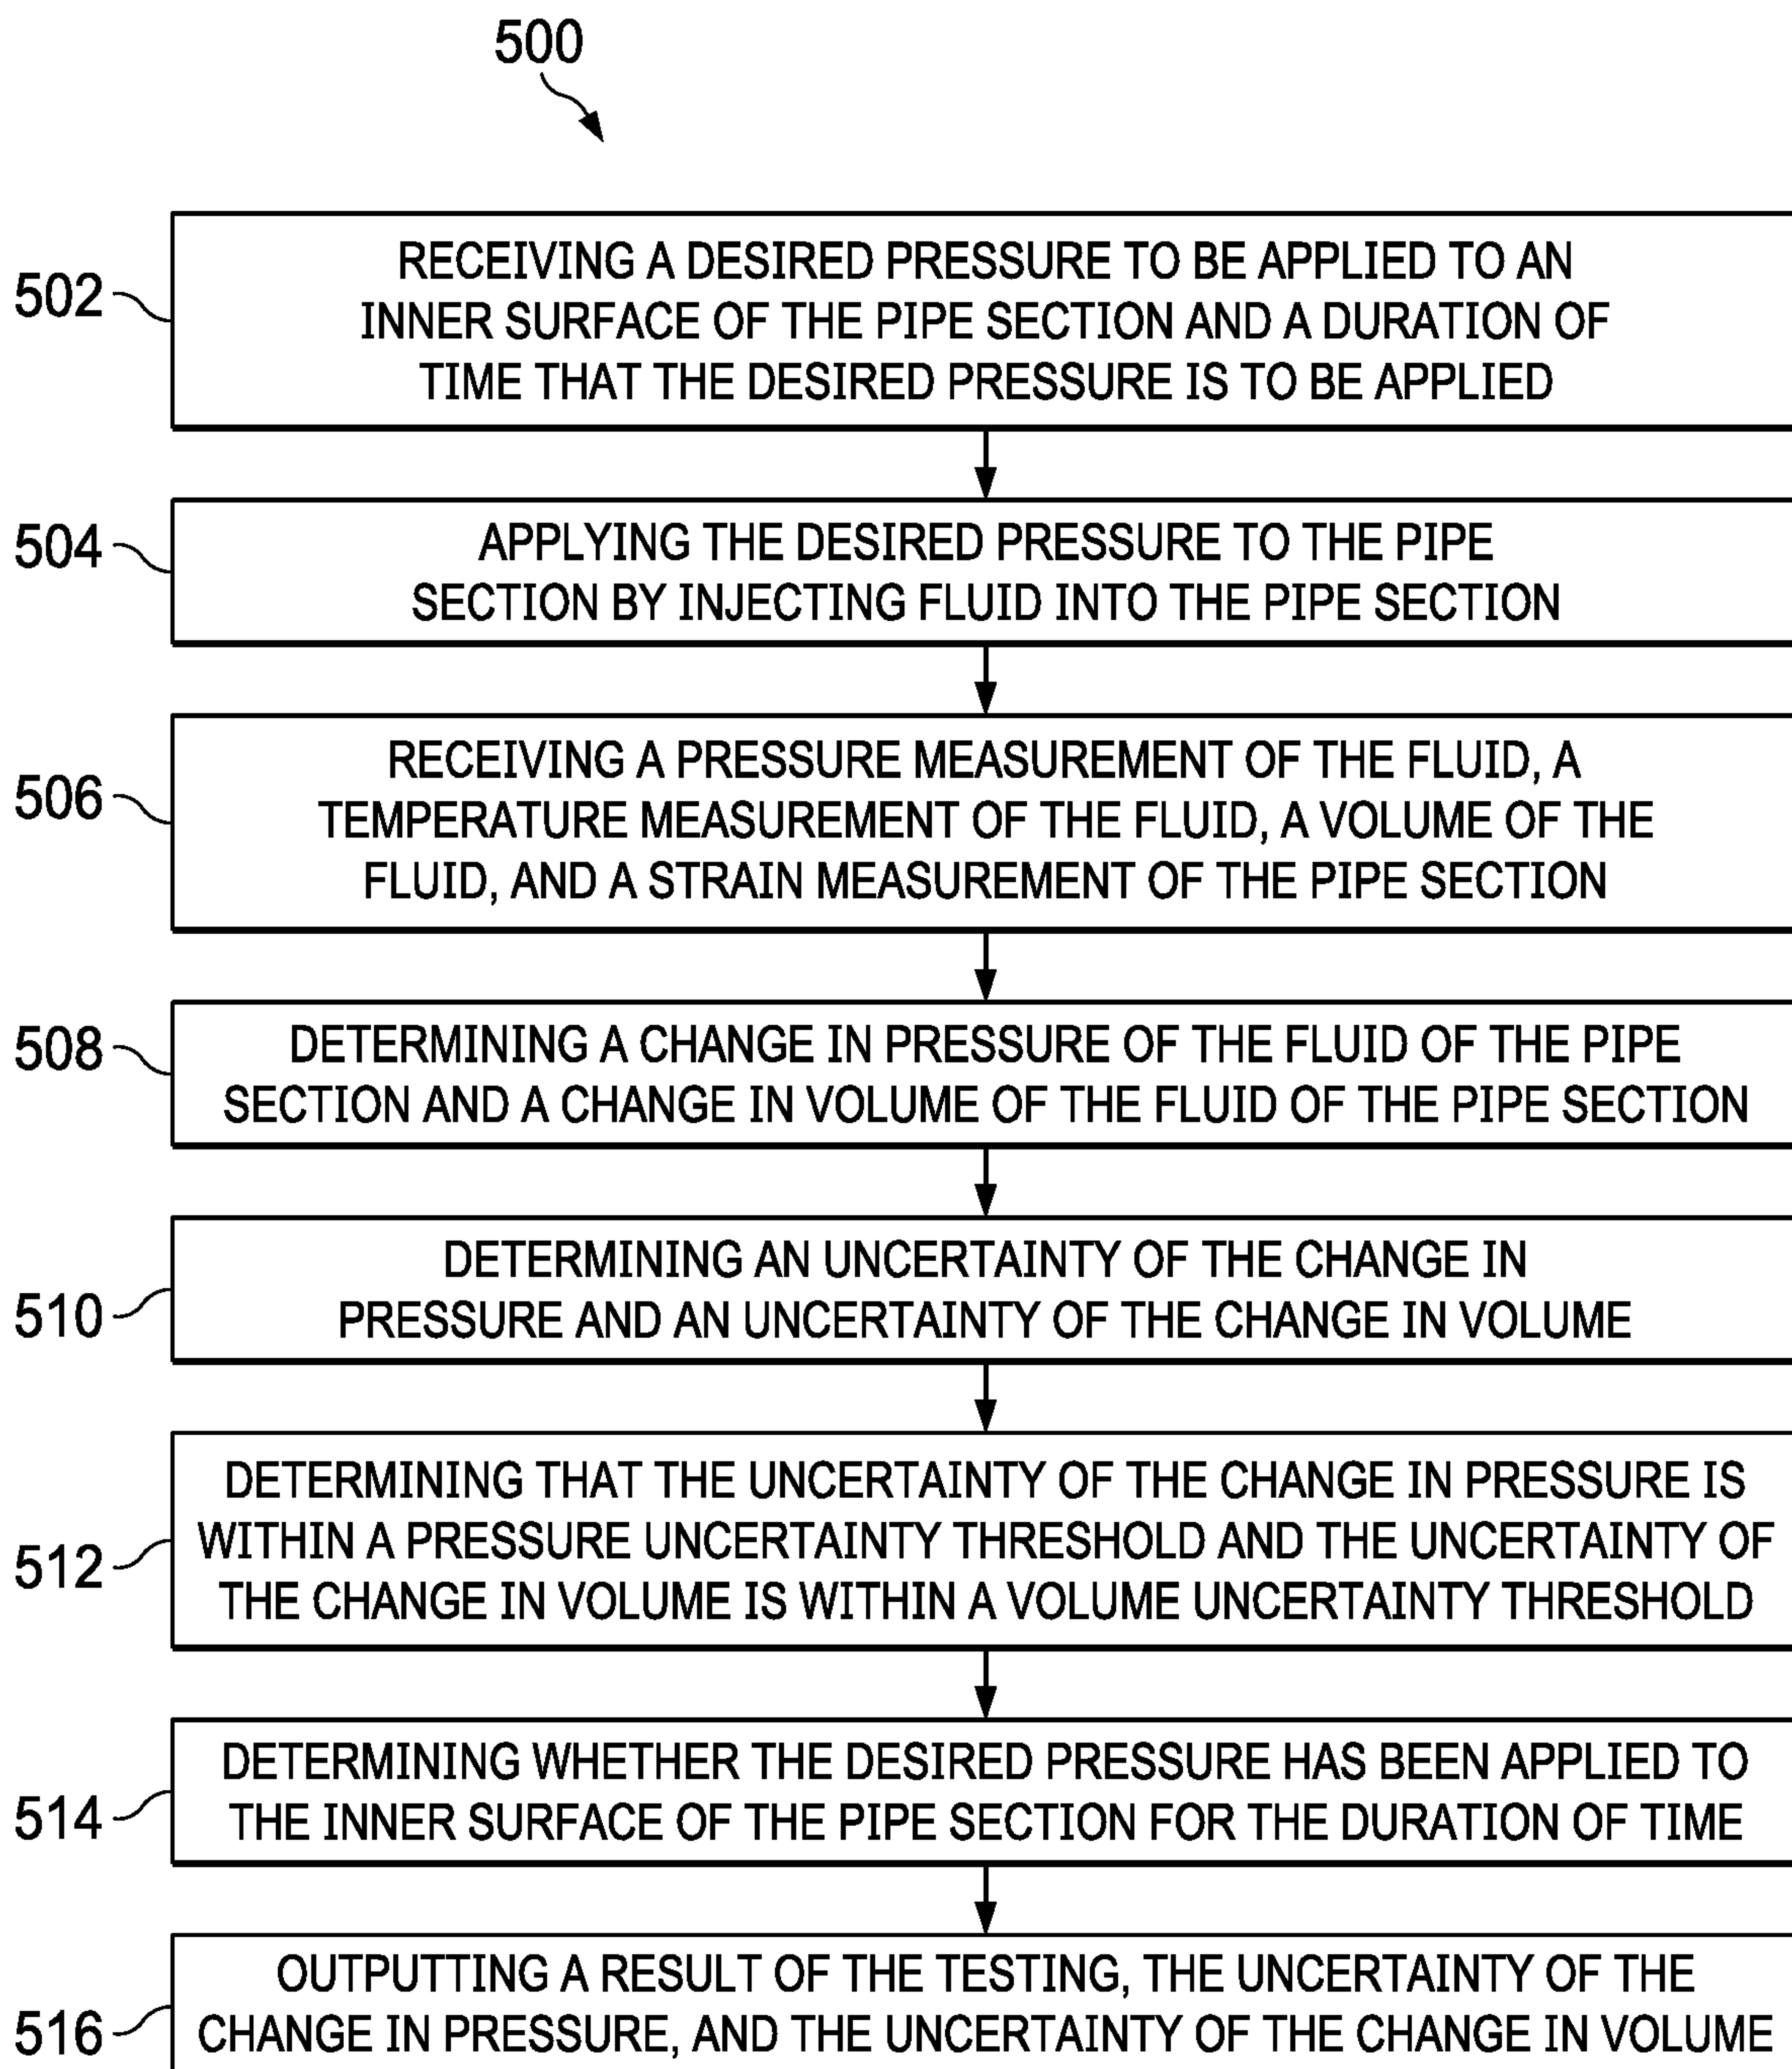 500
502
RECEIVING A DESIRED PRESSURE TO BE APPLIED TO AN
INNER SURFACE OF THE PIPE SECTION AND A DURATION OF
TIME THAT THE DESIRED PRESSURE IS TO BE APPLIED
504
APPLYING THE DESIRED PRESSURE TO THE PIPE
SECTION BY INJECTING FLUID INTO THE PIPE SECTION
506
RECEIVING A PRESSURE MEASUREMENT OF THE FLUID, A
TEMPERATURE MEASUREMENT OF THE FLUID, A VOLUME OF THE
FLUID, AND A STRAIN MEASUREMENT OF THE PIPE SECTION
508
DETERMINING A CHANGE IN PRESSURE OF THE FLUID OF THE PIPE
SECTION AND A CHANGE IN VOLUME OF THE FLUID OF THE PIPE SECTION
510
DETERMINING AN UNCERTAINTY OF THE CHANGE IN
PRESSURE AND AN UNCERTAINTY OF THE CHANGE IN VOLUME
512
DETERMINING THAT THE UNCERTAINTY OF THE CHANGE IN PRESSURE IS
WITHIN A PRESSURE UNCERTAINTY THRESHOLD AND THE UNCERTAINTY OF
THE CHANGE IN VOLUME IS WITHIN A VOLUME UNCERTAINTY THRESHOLD
514
DETERMINING WHETHER THE DESIRED PRESSURE HAS BEEN APPLIED TO
THE INNER SURFACE OF THE PIPE SECTION FOR THE DURATION OF TIME
516
OUTPUTTING A RESULT OF THE TESTING, THE UNCERTAINTY OF THE
CHANGE IN PRESSURE, AND THE UNCERTAINTY OF THE CHANGE IN VOLUME